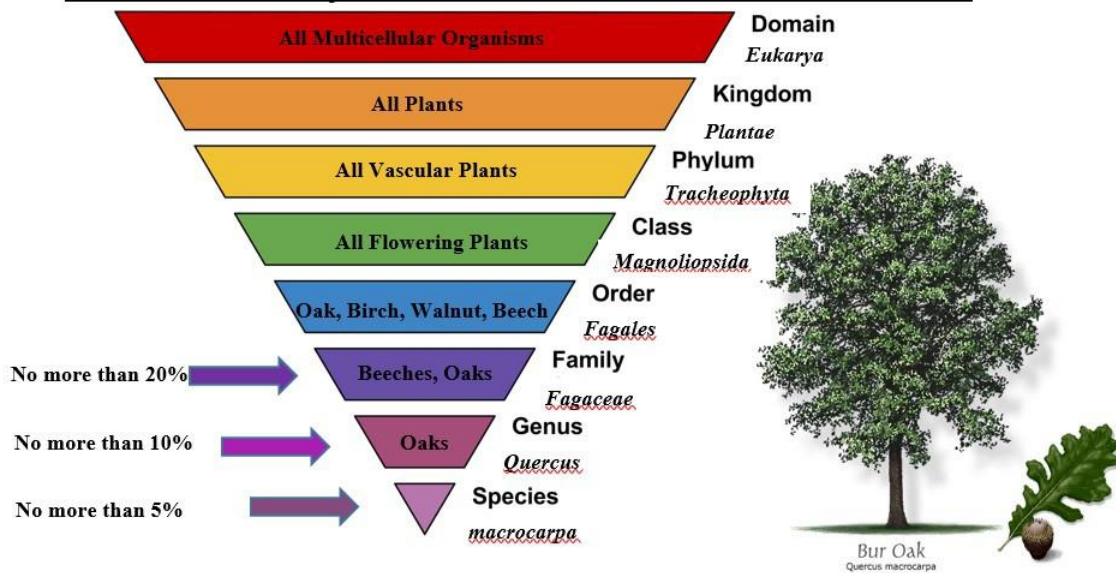 All Multicellular Organisms
Domain
Eukarya
All Plants
Kingdom
Plantae
All Vascular Plants
Phylum
Tracheophyta
All Flowering Plants
Class
Magnoliopsida
Oak, Birch, Walnut, Beech
Order
Fagales
No more than 20%
Beeches, Oaks
Family
Fagaceae
No more than 10%
Oaks
Genus
Quercus
No more than 5%
Species
macrocarpa
Bur Oak
Quercus macrocarpa